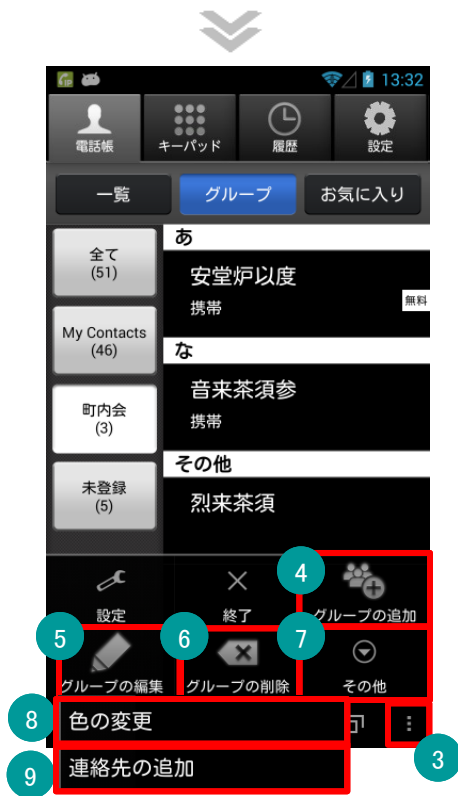 13:32
電話帳
キーパッド
履歴
設定
一覧
グループ
お気に入り
全て
(51)
My Contacts
(46)
町内会
(3)
未登録
(5)
あ
安堂炉以度
携帯
無料
な
音来茶須参
携帯
その他
烈来茶須
設定
終了
4
グループの追加
5
グループの編集
6
グループの削除
7
その他
8
色の変更
3
9
連絡先の追加